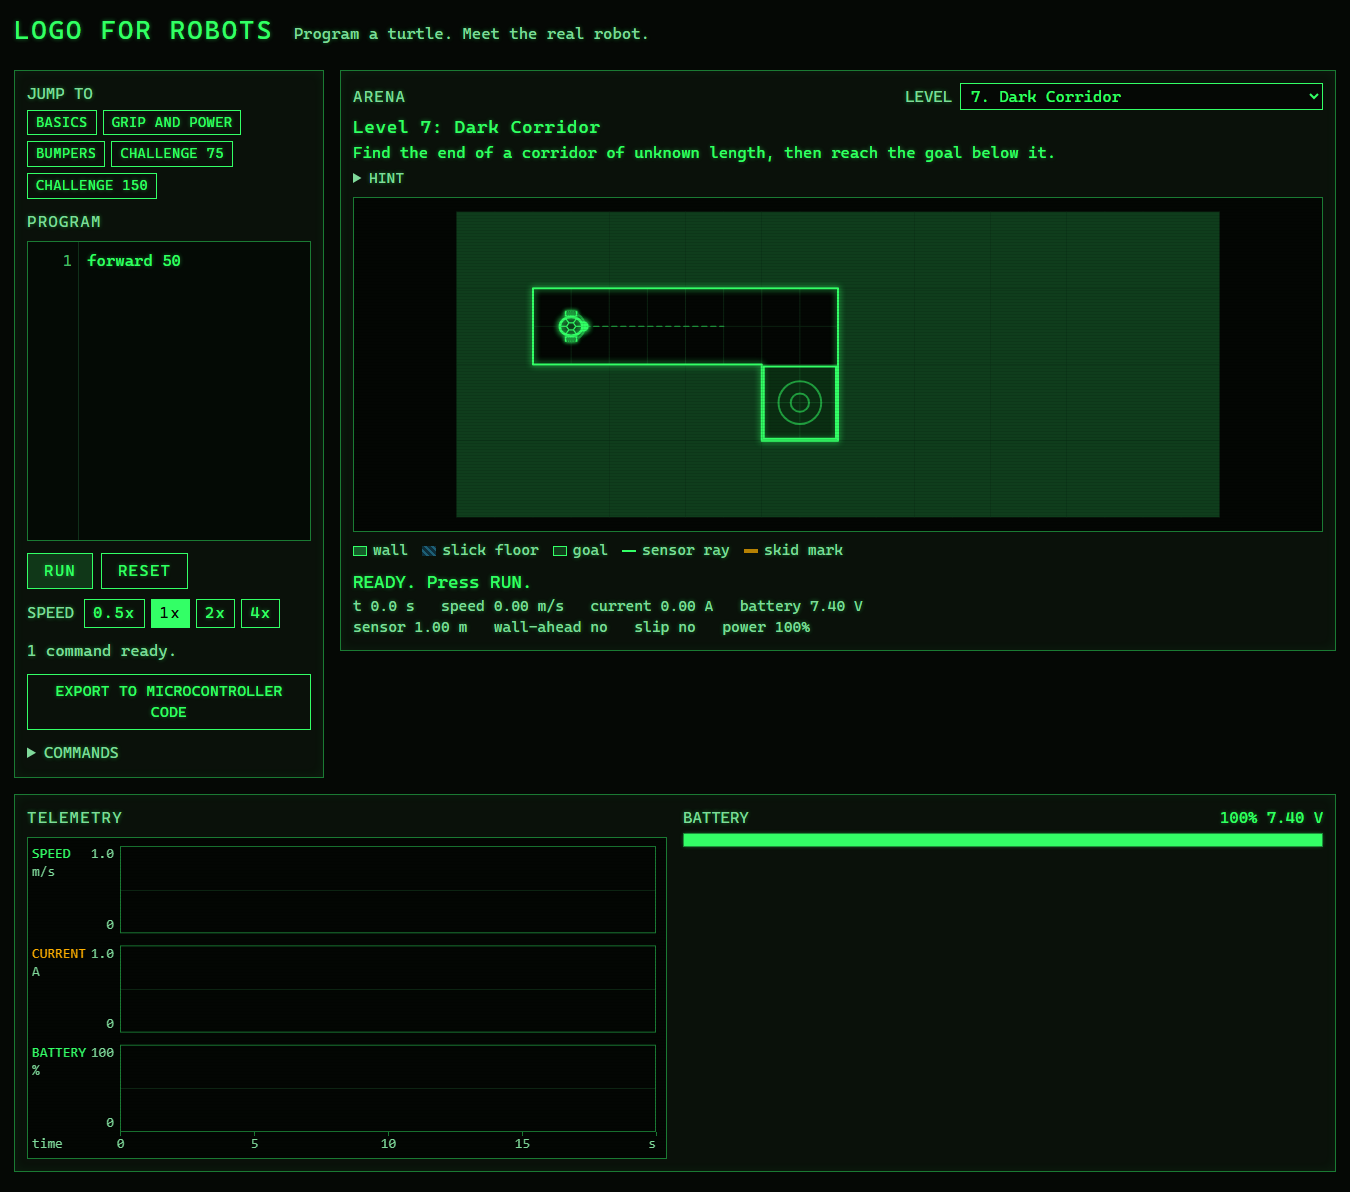 LOGO FOR ROBOTS Program a turtle. Meet the real robot.
JUMP TO
BASICS GRIP AND POWER
BUMPERS CHALLENGE 75
CHALLENGE 150
PROGRAM
1 forward 50
RUN RESET
SPEED 0.5x 1x 2x 4x
1 command ready.
EXPORT TO MICROCONTROLLER
CODE
COMMANDS
ARENA LEVEL 7. Dark Corridor
Level 7: Dark Corridor
Find the end of a corridor of unknown length, then reach the goal below it.
HINT
wall slick floor goal sensor ray skid mark
READY. Press RUN.
t 0.0 s speed 0.00 m/s current 0.00 A battery 7.40 V
sensor 1.00 m wall-ahead no slip no power 100%
TELEMETRY
SPEED 1.0
m/s
0
CURRENT 1.0
A
0
BATTERY 100
%
0
time 0 5 10 15 s
BATTERY 100% 7.40 V